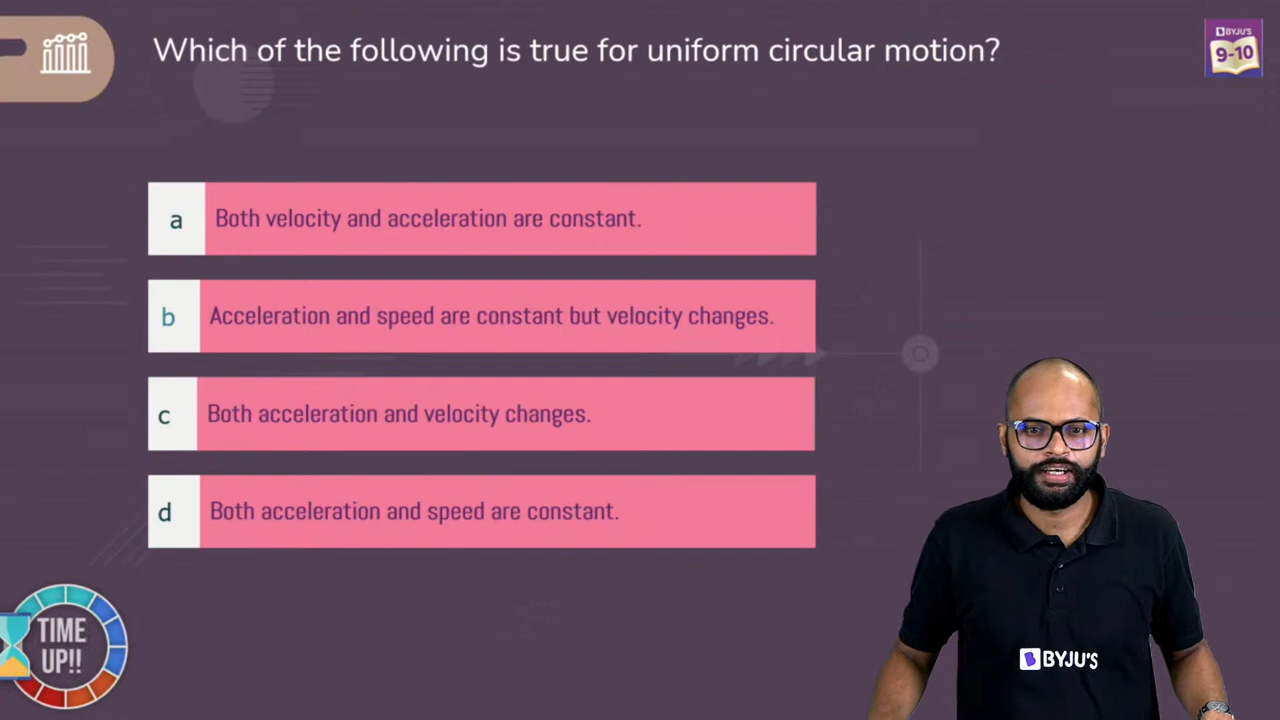 Which of the following is true for uniform circular motion?
BYJU'S
9-10
a
Both velocity and acceleration are constant.
b
Acceleration and speed are constant but velocity changes.
c
Both acceleration and velocity changes.
d
Both acceleration and speed are constant.
TIME
UP!!
BYJU'S